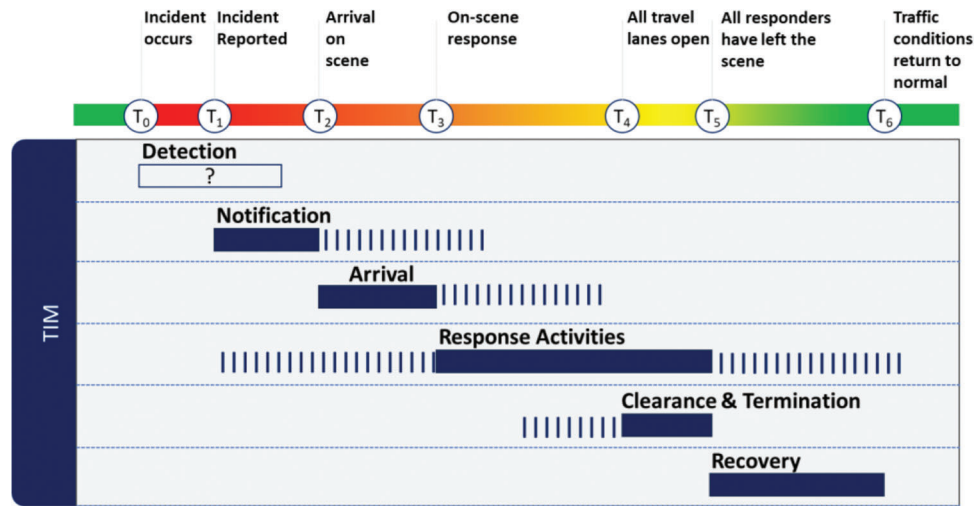 Incident
occurs
Incident
Reported
Arrival
on
scene
On-scene
response
All travel
lanes open
All responders
have left the
scene
Traffic
conditions
return to
normal
T0 T1 T2 T3 T4 T5 T6
TIM
Detection
?
Notification
Arrival
Response Activities
Clearance & Termination
Recovery